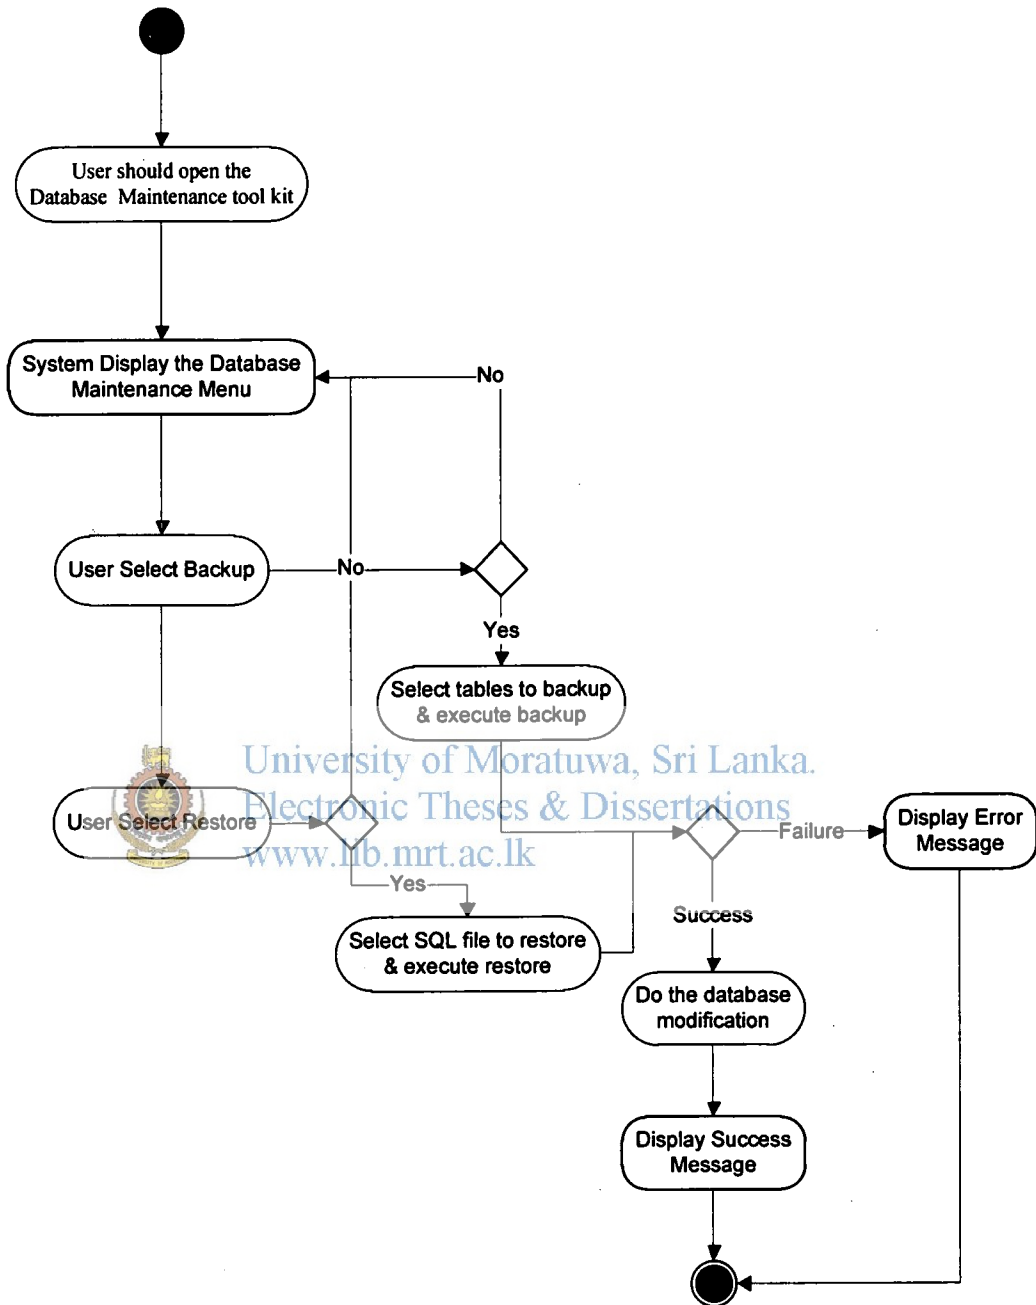 User should open the
Database Maintenance tool kit
System Display the Database
Maintenance Menu
No
User Select Backup
No
Yes
Select tables to backup
& execute backup
University of Moratuwa, Sri Lanka.
Electronic Theses & Dissertations
www.lib.mrt.ac.lk
User Select Restore
Failure
Display Error
Message
Yes
Success
Select SQL file to restore
& execute restore
Do the database
modification
Display Success
Message